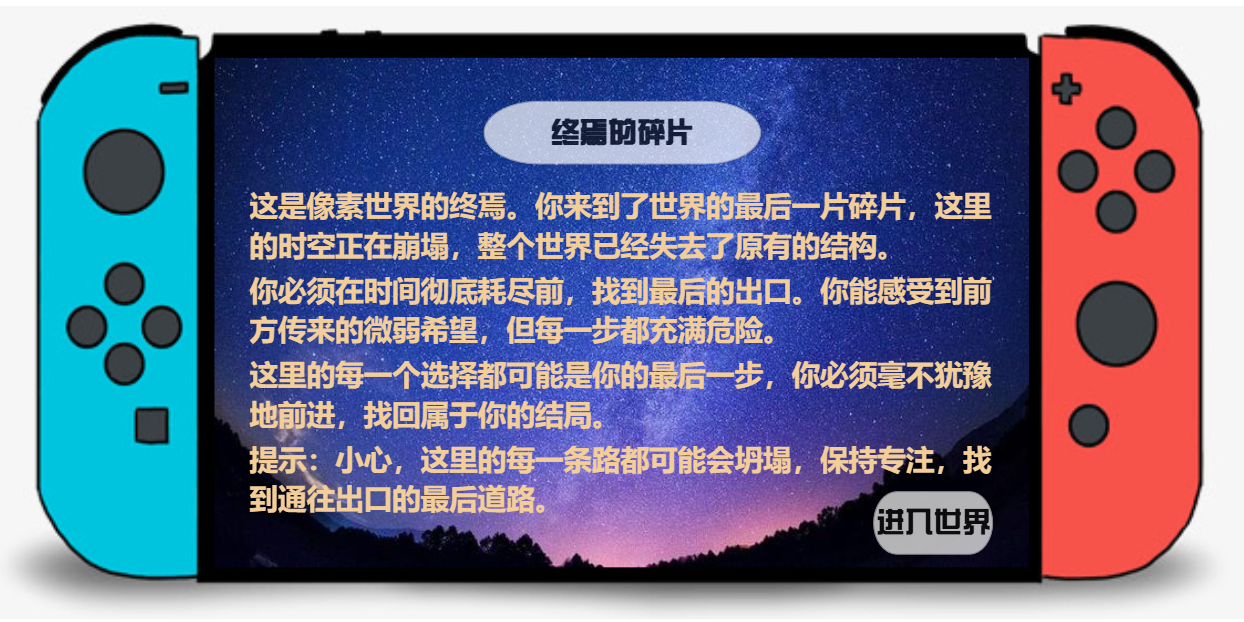 终焉的碎片
这是像素世界的终焉。你来到了世界的最后一片碎片，这里
的时空正在崩塌，整个世界已经失去了原有的结构。
你必须在时间彻底耗尽前，找到最后的出口。你能感受到前
方传来的微弱希望，但每一步都充满危险。
这里的每一个选择都可能是你的最后一步，你必须毫不犹豫
地前进，找回属于你的结局。
提示：小心，这里的每一条路都可能会坍塌，保持专注，找
到通往出口的最后道路。
进入世界